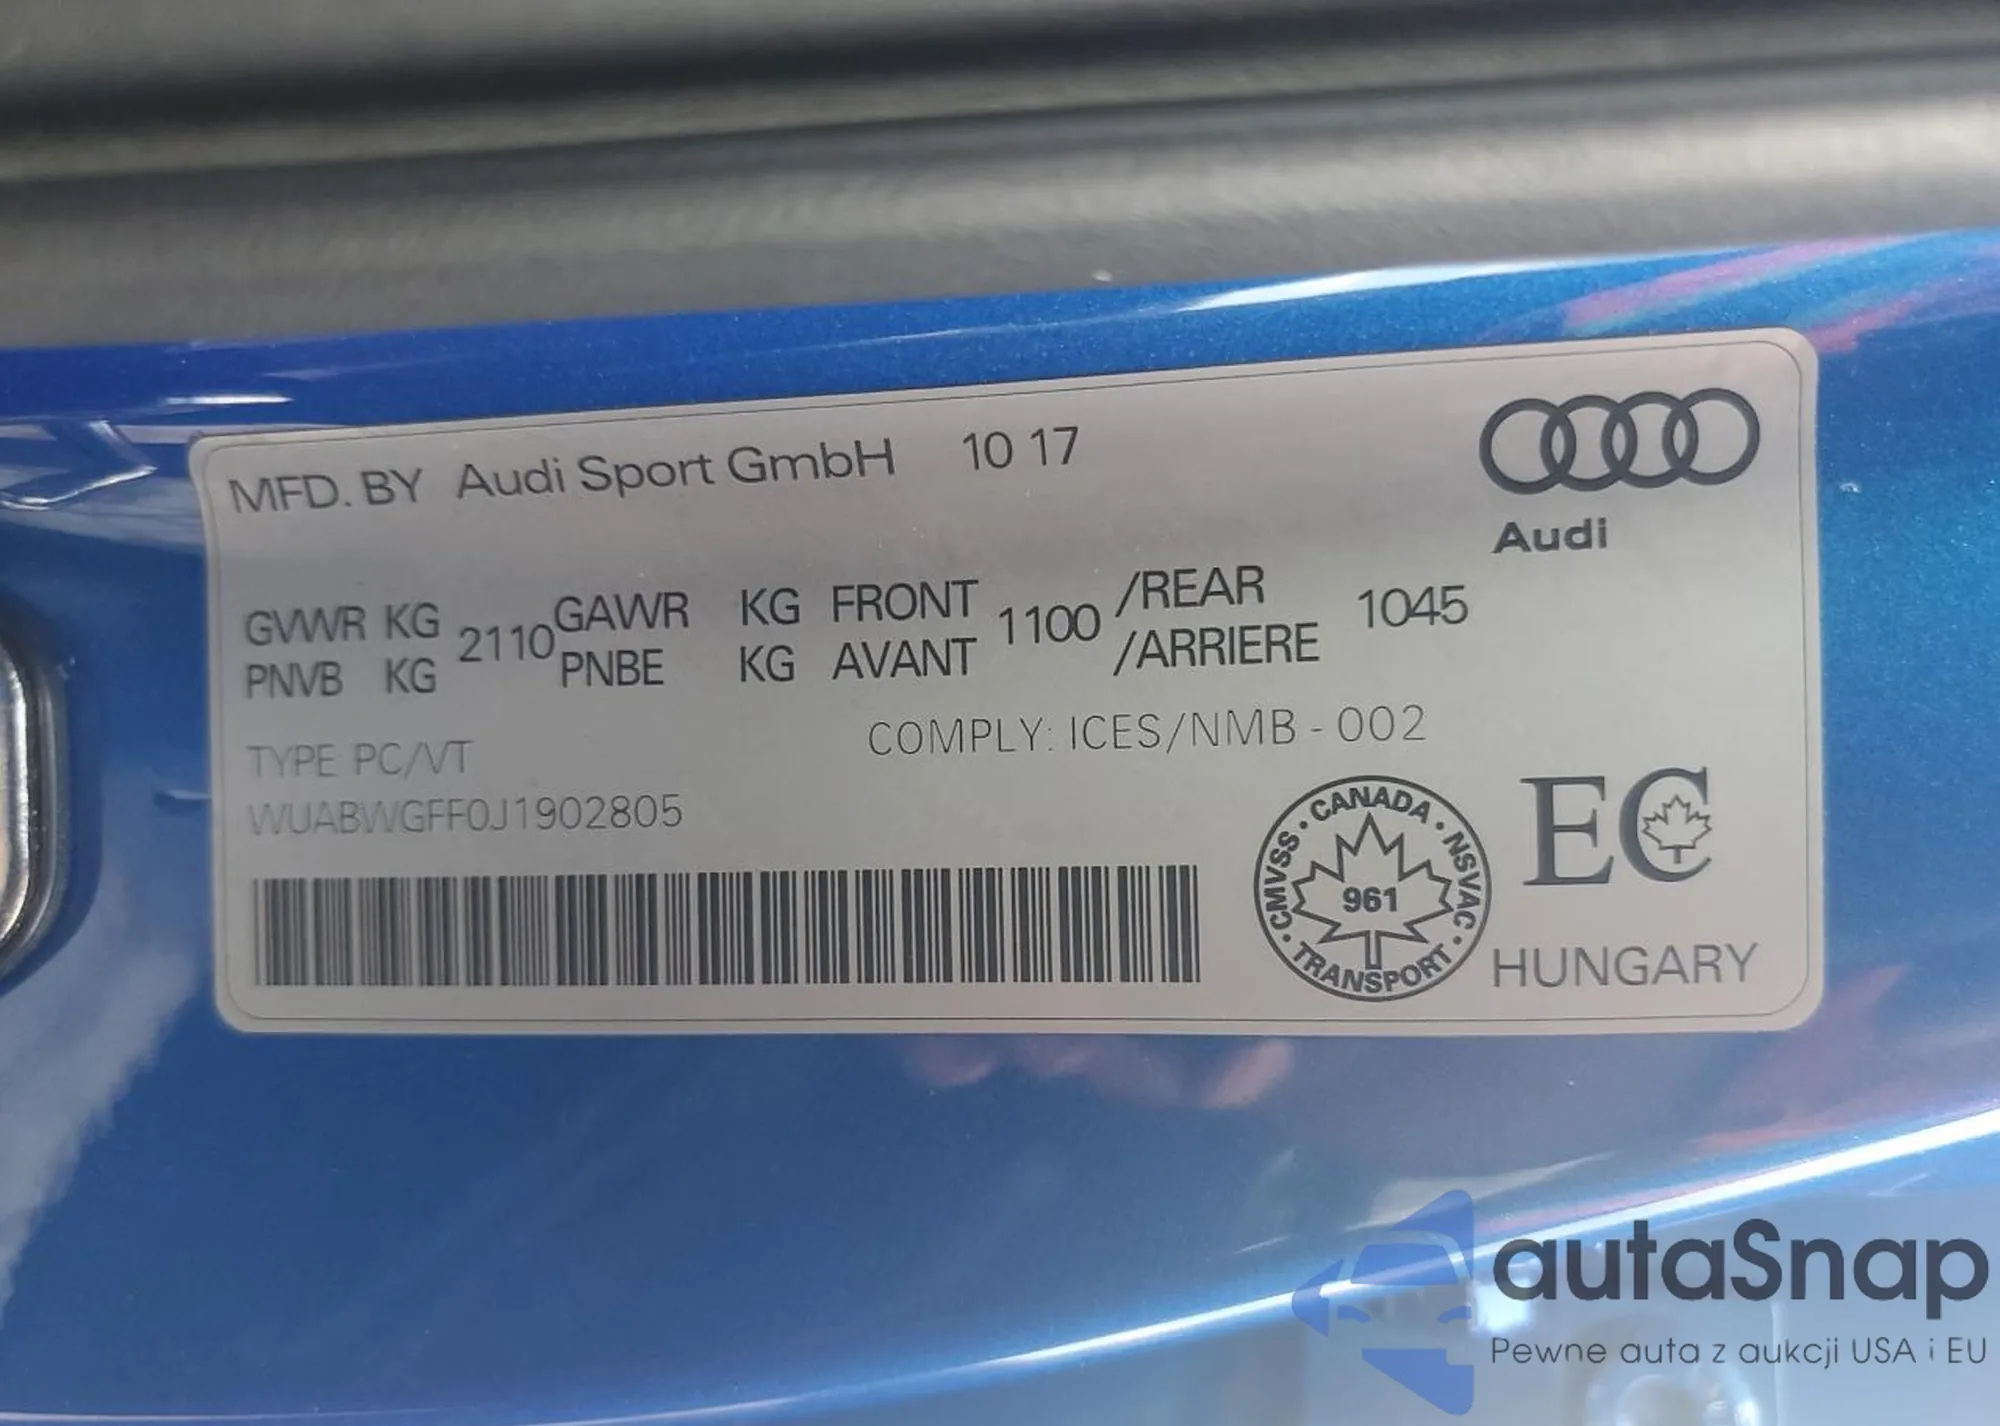 MFD. BY Audi Sport GmbH 10 17
Audi
GVWR KG 2110 GAWR KG FRONT 1100 /REAR 1045
PNVB KG PNBE KG AVANT /ARRIERE
COMPLY: ICES/NMB - 002
TYPE PC/VT
WUABWGFF0J1902805
CANADA · NSVAC · TRANSPORT · CMVSS ·
961
EC
HUNGARY
autaSnap
Pewne auta z aukcji USA i EU